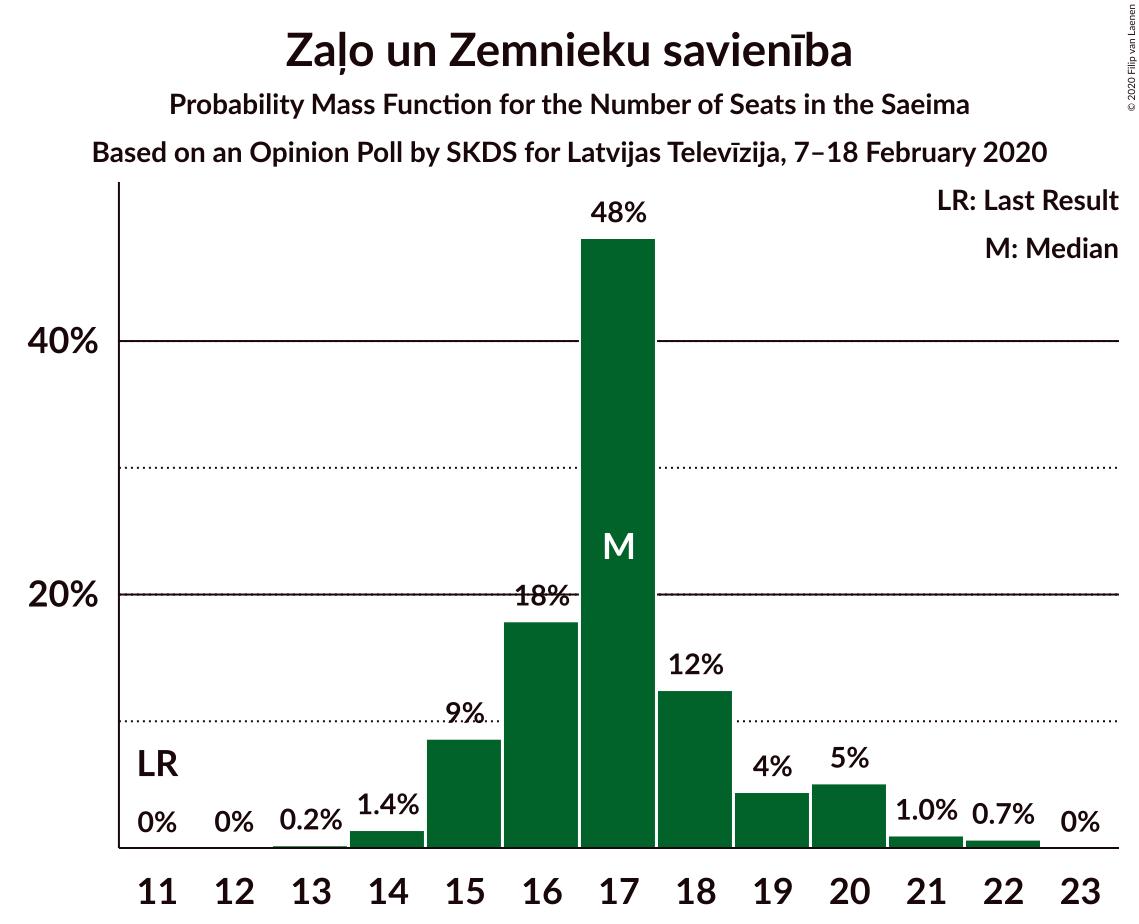 Zaļo un Zemnieku savienība
Probability Mass Function for the Number of Seats in the Saeima
Based on an Opinion Poll by SKDS for Latvijas Televīzija, 7–18 February 2020
© 2020 Filip van Laenen
LR: Last Result
M: Median
48%
40%
M
20%
18%
12%
9%
LR
0%
0%
0.2%
1.4%
4%
5%
1.0%
0.7%
0%
11 12 13 14 15 16 17 18 19 20 21 22 23